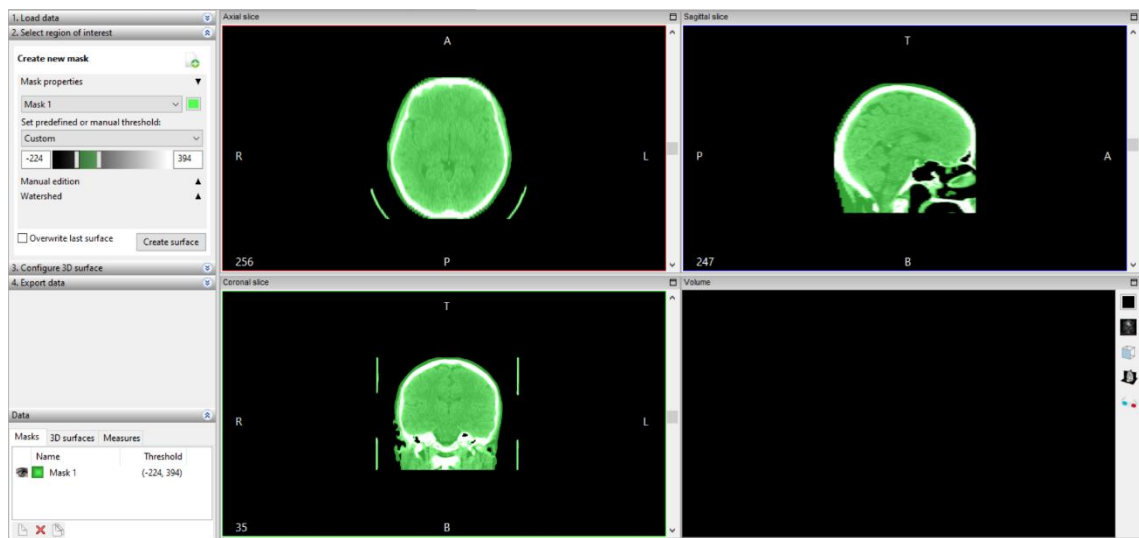 1. Load data
2. Select region of interest
Create new mask
Mask properties
Mask 1
Set predefined or manual threshold:
Custom
-224 394
Manual edition
Watershed
Overwrite last surface
Create surface
3. Configure 3D surface
4. Export data
Data
Masks 3D surfaces Measures
Name Threshold
Mask 1 (-224, 394)
Axial slice
A
R L
256 P
Sagittal slice
T
P A
247 B
Coronal slice
T
R L
35 B
Volume